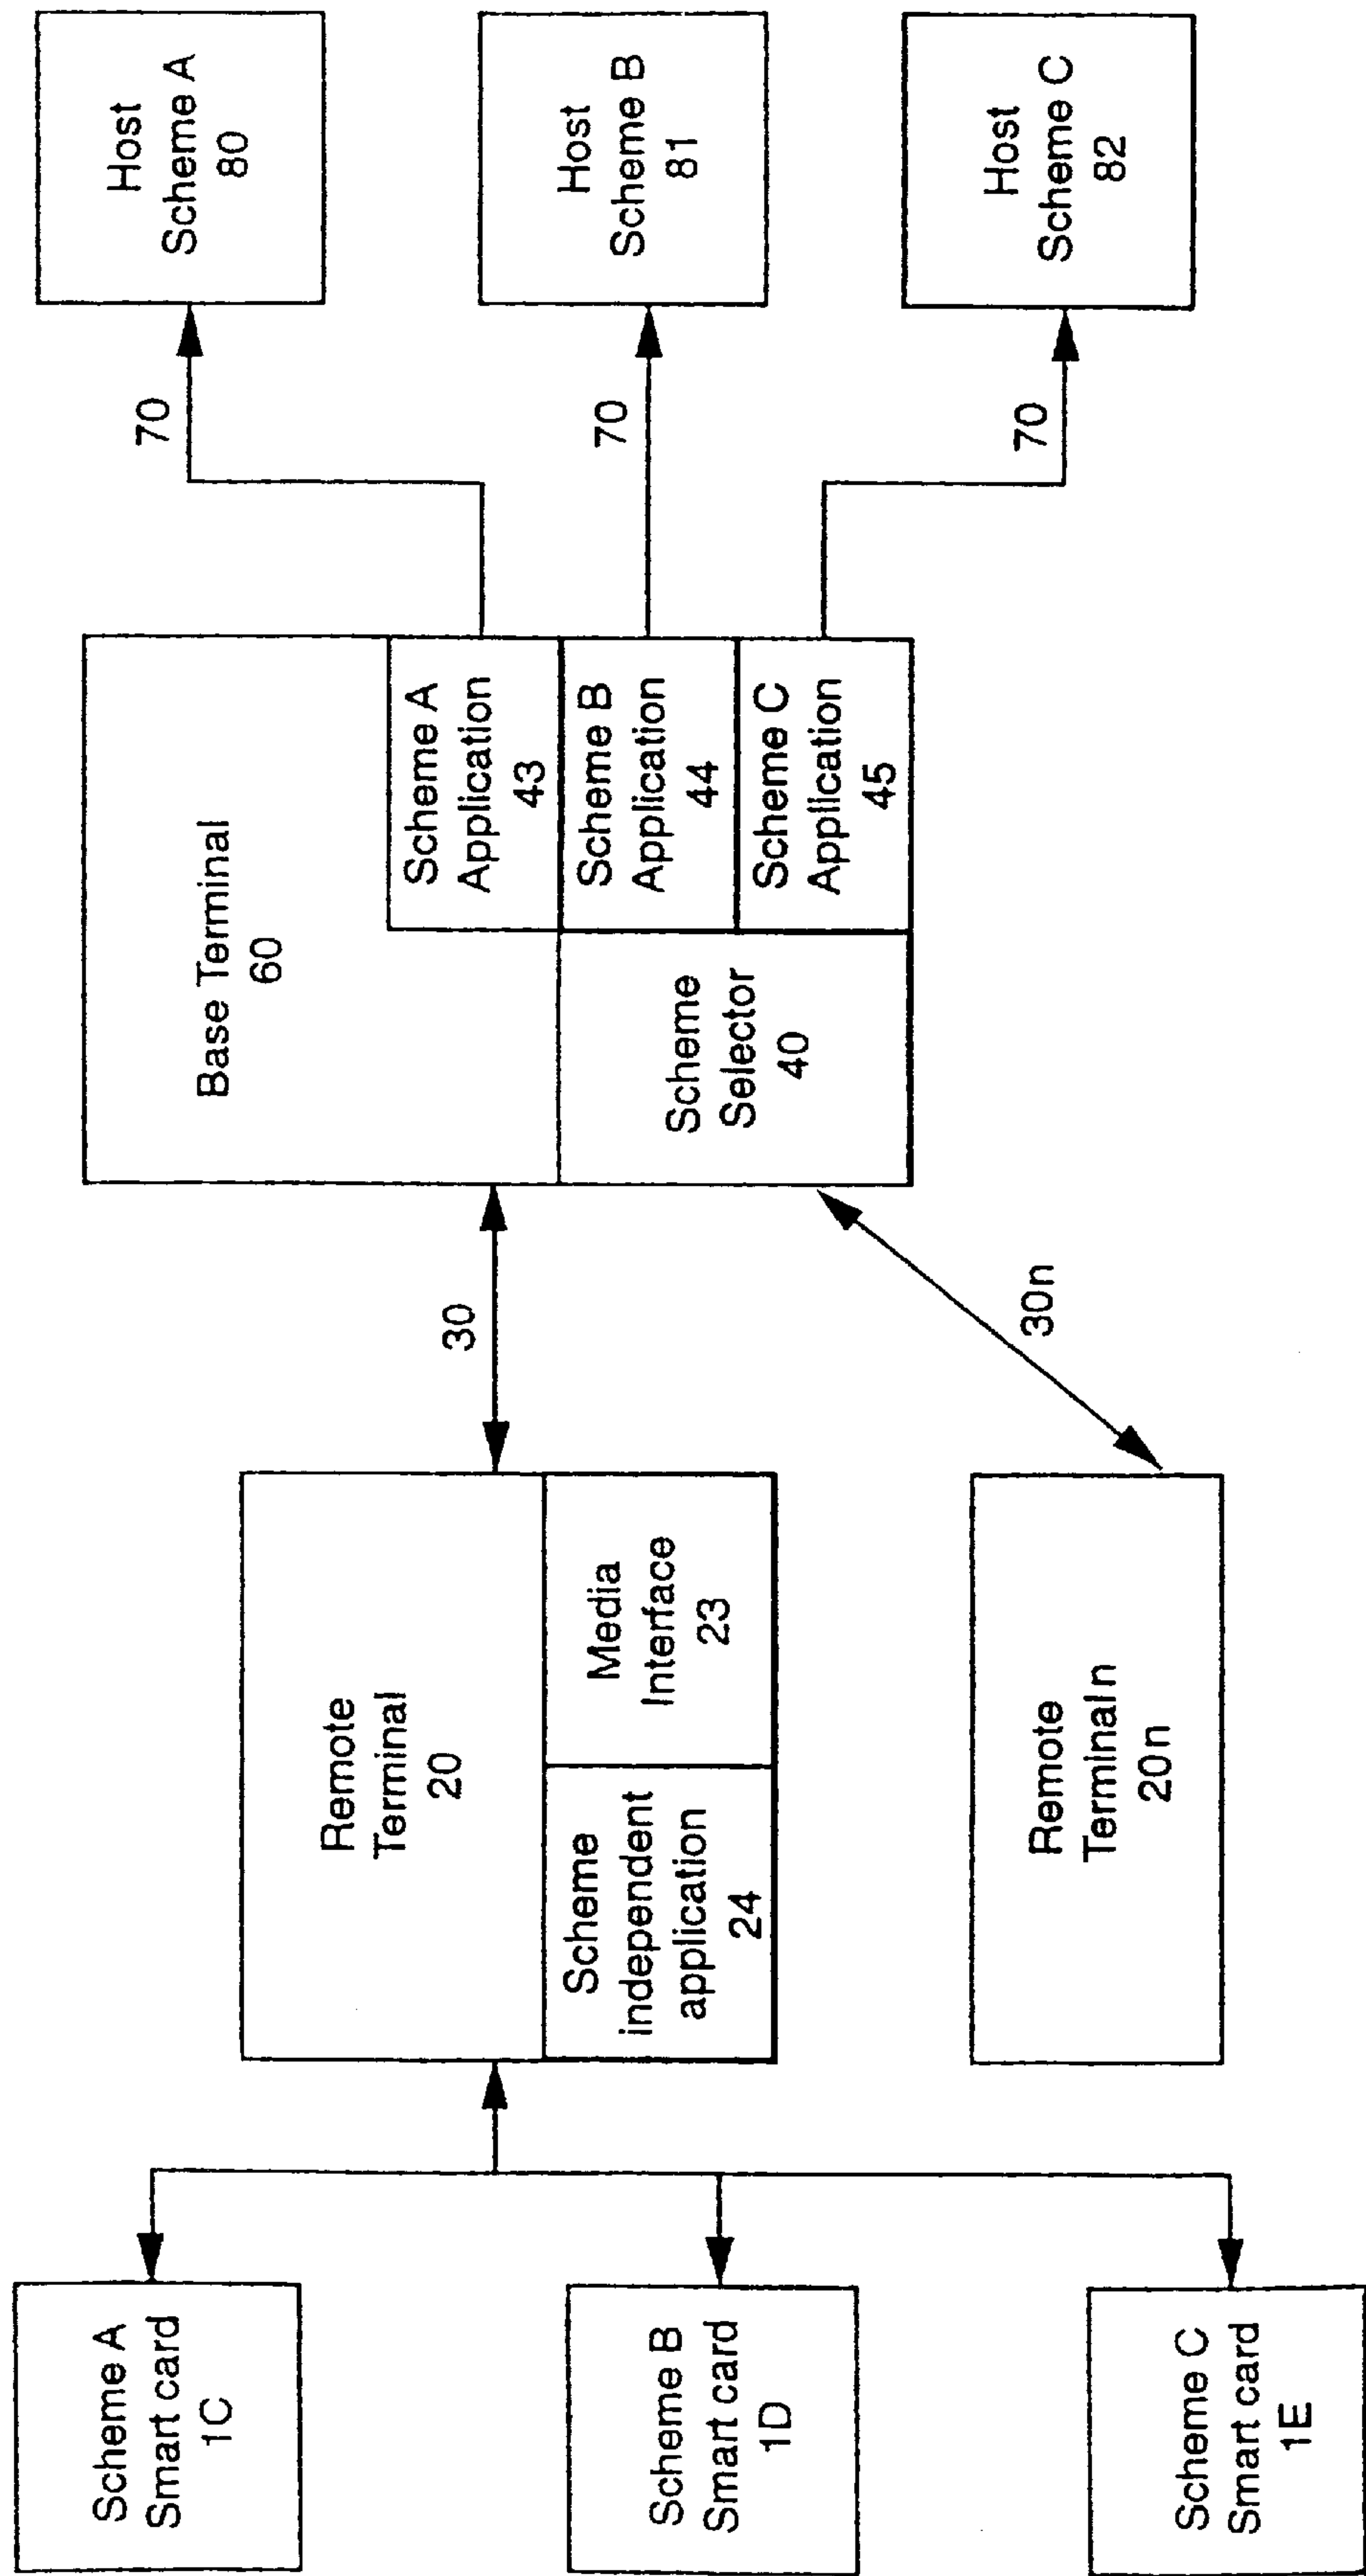 Scheme A
Smart card
1C
Scheme B
Smart card
1D
Scheme C
Smart card
1E
Remote
Terminal
20
Scheme
independent
application
24
Media
Interface
23
Remote
Terminal n
20n
30
30n
Base Terminal
60
Scheme
Selector
40
Scheme A
Application
43
Scheme B
Application
44
Scheme C
Application
45
70
70
70
Host
Scheme A
80
Host
Scheme B
81
Host
Scheme C
82